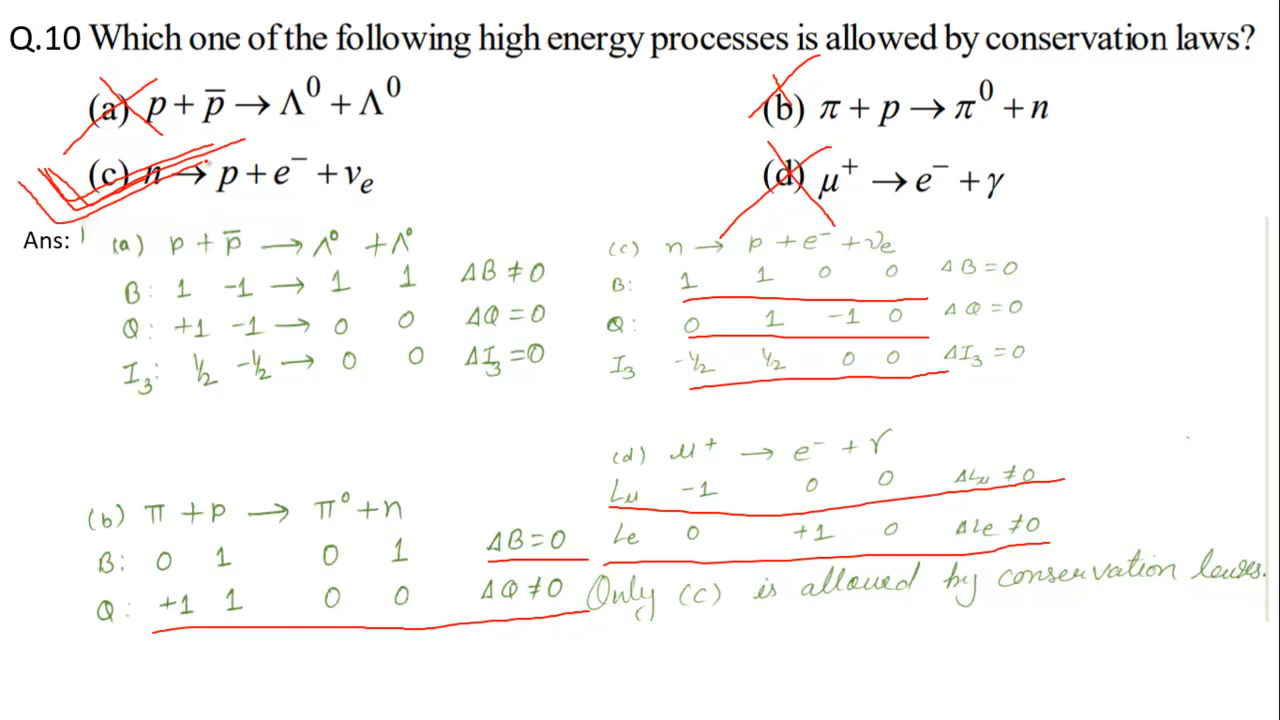 Q.10 Which one of the following high energy processes is allowed by conservation laws?
(a) p + p̄ → Λ⁰ + Λ⁰
(b) π + p → π⁰ + n
(c) n → p + e⁻ + νₑ
(d) μ⁺ → e⁻ + γ
Ans:
(a) p + p̄ → Λ⁰ + Λ⁰
B: 1 -1 → 1 1 ΔB ≠ 0
Q: +1 -1 → 0 0 ΔQ = 0
I₃: ½ -½ → 0 0 ΔI₃ = 0
(c) n → p + e⁻ + νₑ
B: 1 1 0 0 ΔB = 0
Q: 0 1 -1 0 ΔQ = 0
I₃ -½ ½ 0 0 ΔI₃ = 0
(b) π + p → π⁰ + n
B: 0 1 0 1 ΔB = 0
Q: +1 1 0 0 ΔQ ≠ 0
(d) μ⁺ → e⁻ + γ
Lμ -1 0 0 ΔLμ ≠ 0
Le 0 +1 0 ΔLe ≠ 0
Only (c) is allowed by conservation lawes.